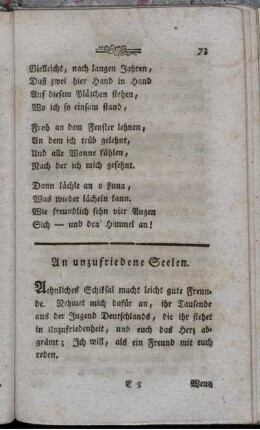 73
Vielleicht, nach langen Jahren,
Daß zwei hier Hand in Hand
Auf diesem Pläzchen stehen,
Wo ich so einsam stand,
Froh an dem Fenster lehnen,
An dem ich trüb gelehnt,
Und alle Wonne fühlen,
Nach der ich mich gesehnt.
Dann lächle an o Luna,
Was wieder lächeln kann.
Wie freundlich sehn vier Augen
Sich — und den Himmel an!
An unzufriedene Seelen.
Aehnliches Schiksal macht leicht gute Freun-
de. Nehmet mich dafür an, ihr Tausende
aus der Jugend Deutschlands, die ihr stehet
in Unzufriedenheit, und euch das Herz ab-
grämt; Ich will, als ein Freund mit euch
reden.
E 5 Wenn